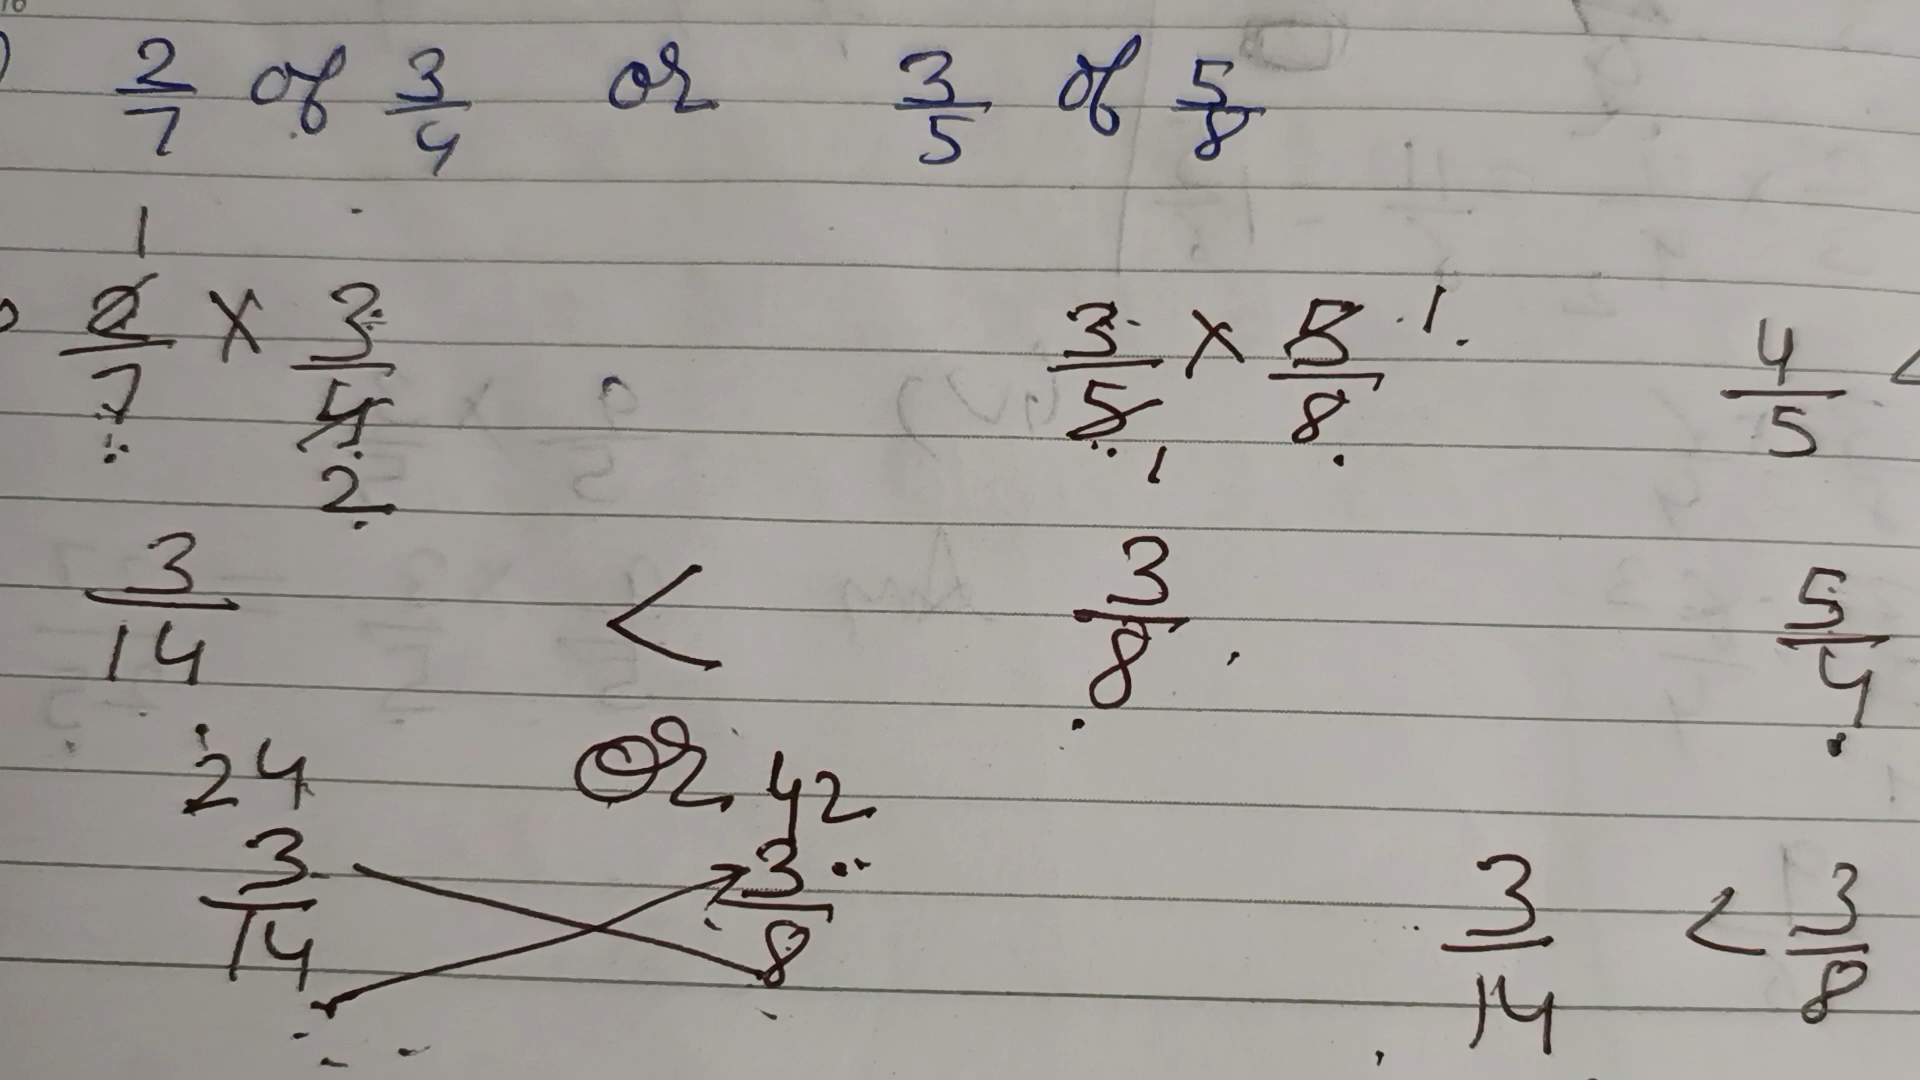 ) 2/7 of 3/4 or 3/5 of 5/8
1
2/7 × 3/4 3/5 × 5/8 1 4/5 <
2 1
3/14 < 3/8 5/4
24 or 42
3/14 3/8 3/14 < 3/8